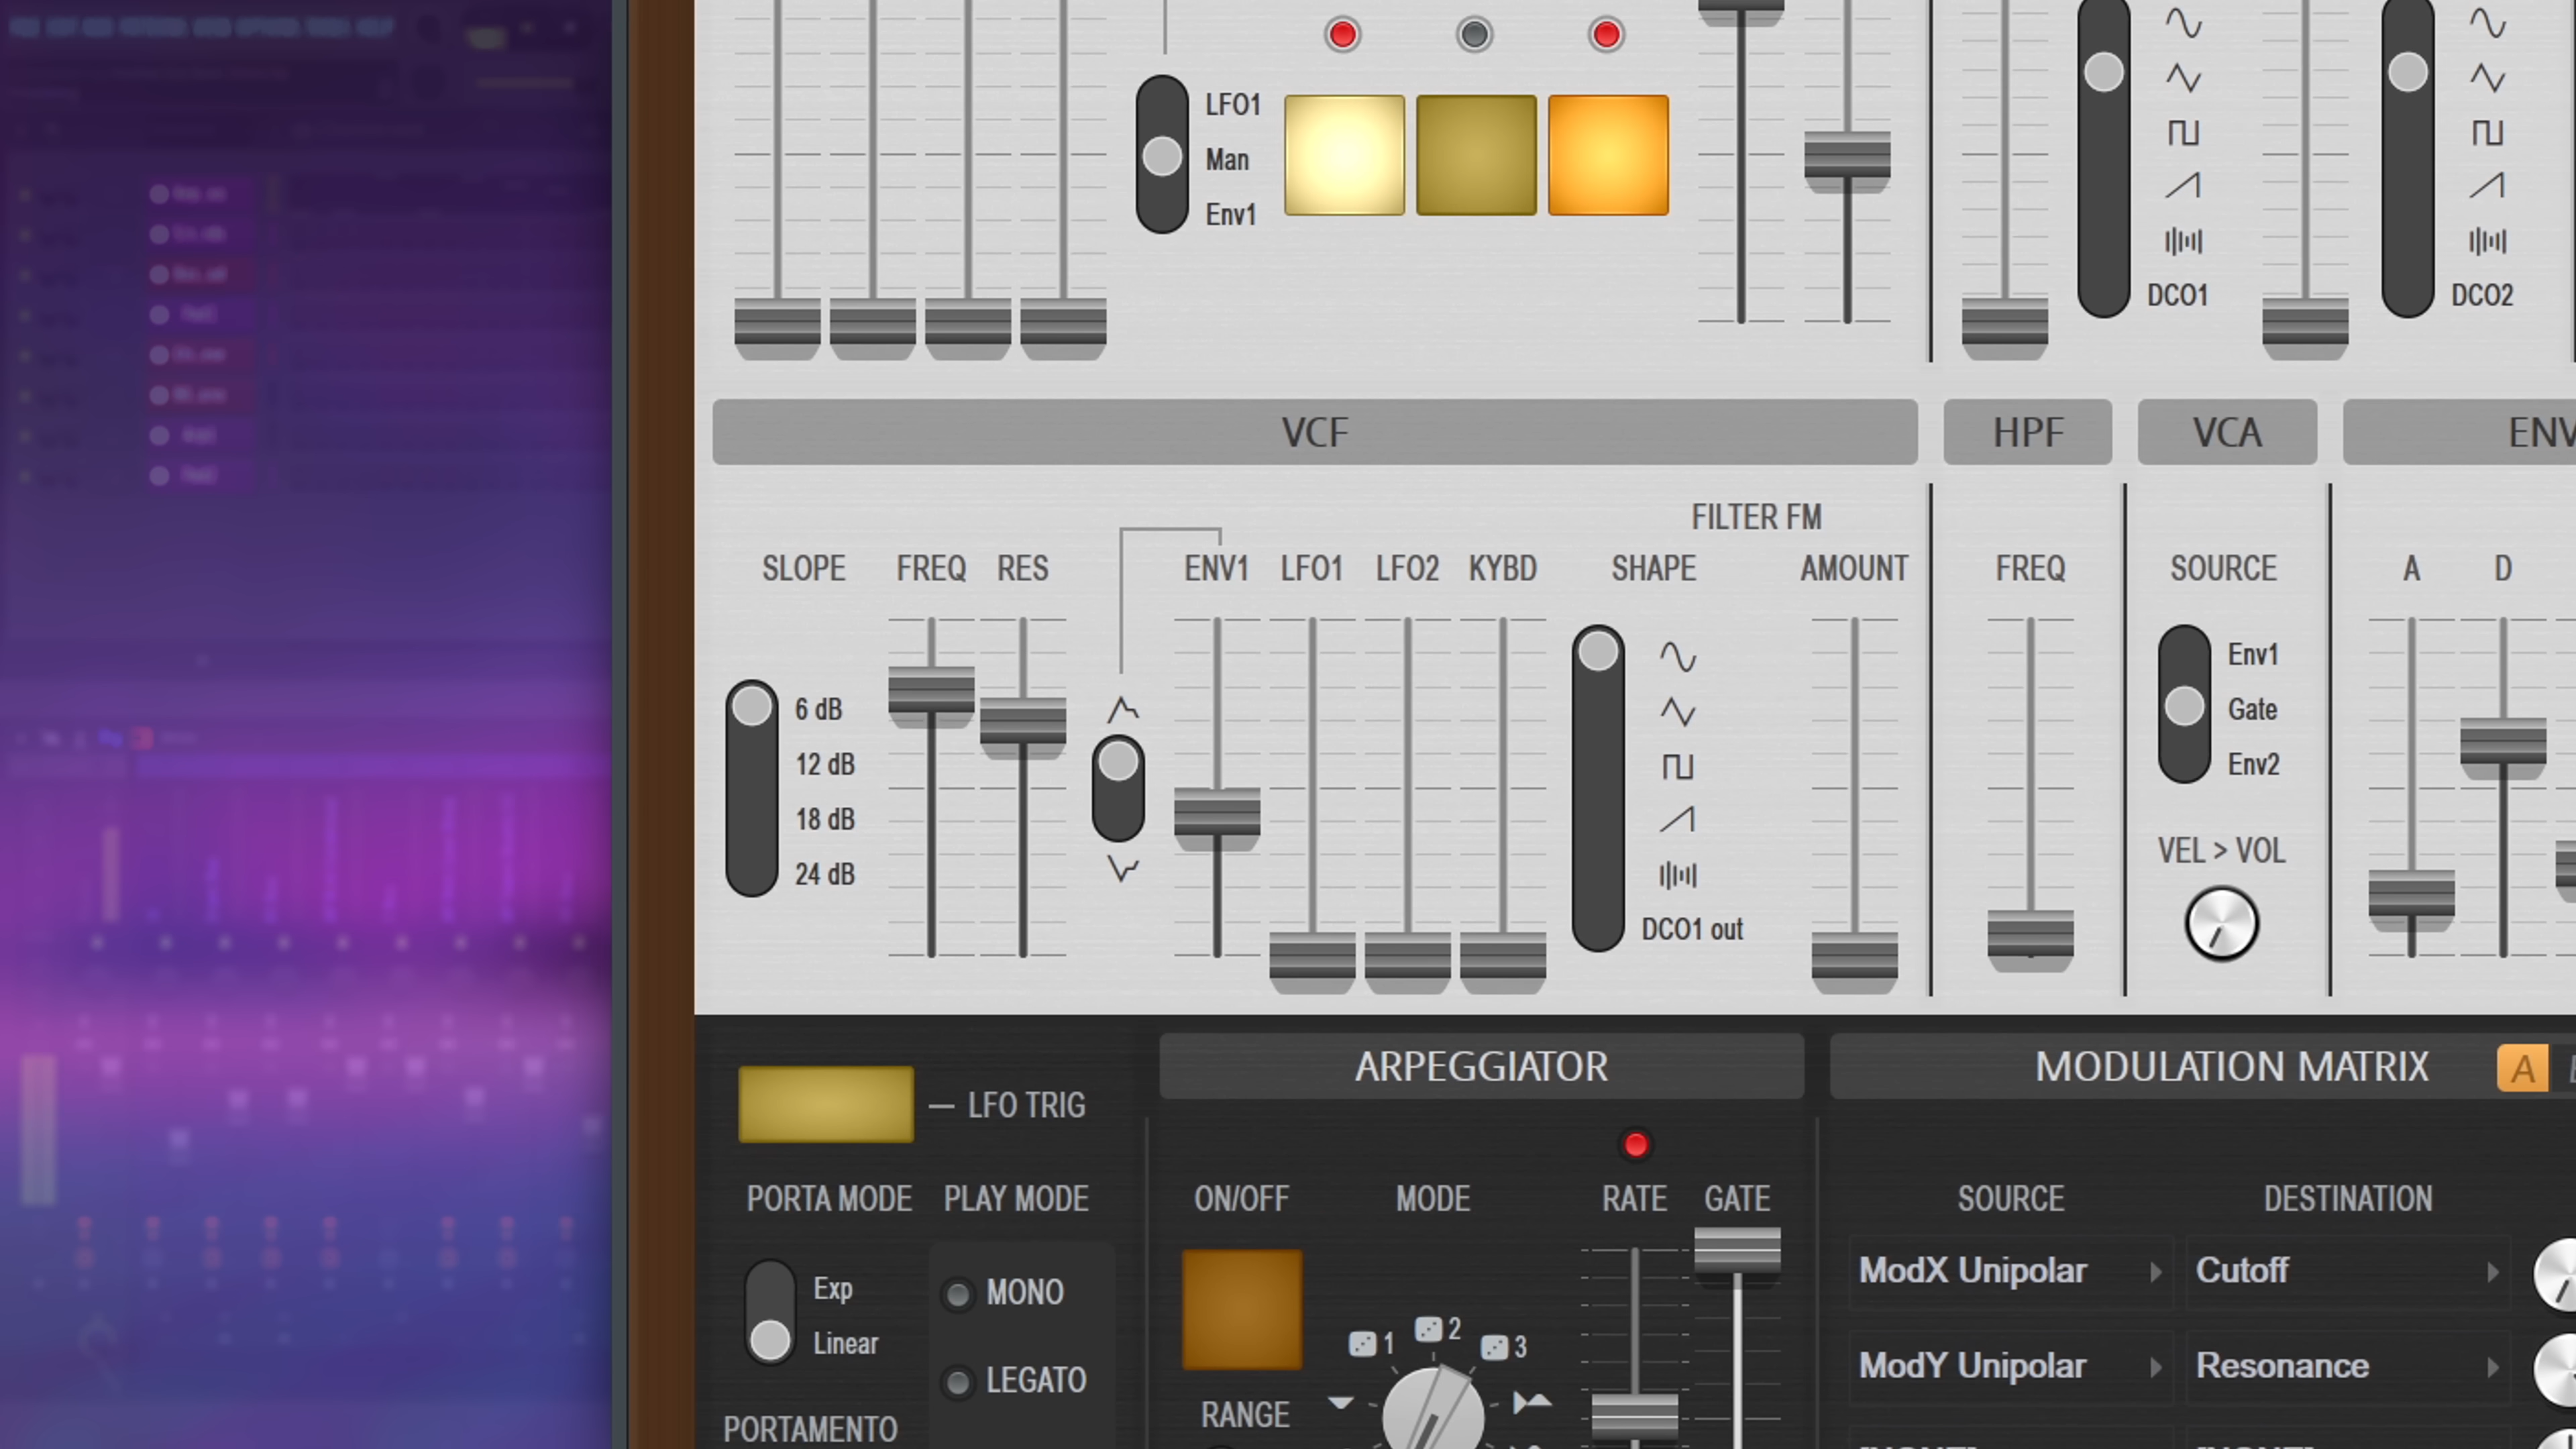 LFO1
Man
Env1
DCO1
DCO2
VCF
HPF
VCA
FILTER FM
SLOPE
FREQ
RES
ENV1
LFO1
LFO2
KYBD
SHAPE
AMOUNT
FREQ
SOURCE
A
D
6 dB
12 dB
18 dB
24 dB
DCO1 out
Env1
Gate
Env2
VEL > VOL
ARPEGGIATOR
MODULATION MATRIX
A
LFO TRIG
PORTA MODE
PLAY MODE
ON/OFF
MODE
RATE
GATE
SOURCE
DESTINATION
Exp
Linear
MONO
LEGATO
1
2
3
ModX Unipolar
Cutoff
ModY Unipolar
Resonance
PORTAMENTO
RANGE